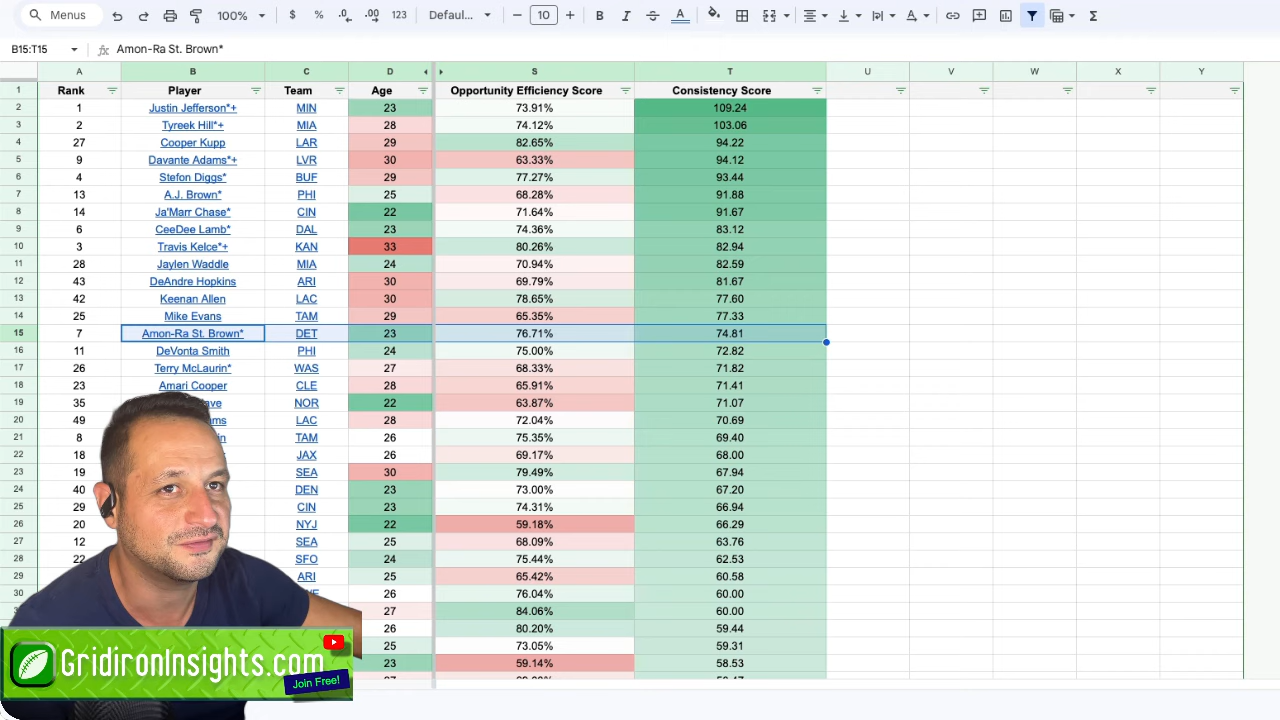 Menus 100% $ % .0 .00 123 Defaul... 10 B I A A Σ
B15:T15 fx Amon-Ra St. Brown*
A B C D S T U V W X Y
1 Rank Player Team Age Opportunity Efficiency Score Consistency Score
2 1 Justin Jefferson*+ MIN 23 73.91% 109.24
3 2 Tyreek Hill*+ MIA 28 74.12% 103.06
4 27 Cooper Kupp LAR 29 82.65% 94.22
5 9 Davante Adams*+ LVR 30 63.33% 94.12
6 4 Stefon Diggs* BUF 29 77.27% 93.44
7 13 A.J. Brown* PHI 25 68.28% 91.88
8 14 Ja'Marr Chase* CIN 22 71.64% 91.67
9 6 CeeDee Lamb* DAL 23 74.36% 83.12
10 3 Travis Kelce*+ KAN 33 80.26% 82.94
11 28 Jaylen Waddle MIA 24 70.94% 82.59
12 43 DeAndre Hopkins ARI 30 69.79% 81.67
13 42 Keenan Allen LAC 30 78.65% 77.60
14 25 Mike Evans TAM 29 65.35% 77.33
15 7 Amon-Ra St. Brown* DET 23 76.71% 74.81
16 11 DeVonta Smith PHI 24 75.00% 72.82
17 26 Terry McLaurin* WAS 27 68.33% 71.82
18 23 Amari Cooper CLE 28 65.91% 71.41
19 35 NOR 22 63.87% 71.07
20 49 LAC 28 72.04% 70.69
21 8 TAM 26 75.35% 69.40
22 18 JAX 26 69.17% 68.00
23 19 SEA 30 79.49% 67.94
24 40 DEN 23 73.00% 67.20
25 29 CIN 23 74.31% 66.94
26 20 NYJ 22 59.18% 66.29
27 12 SEA 25 68.09% 63.76
28 22 SFO 24 75.44% 62.53
29 ARI 25 65.42% 60.58
30 26 76.04% 60.00
27 84.06% 60.00
26 80.20% 59.44
25 73.05% 59.31
23 59.14% 58.53
GridironInsights.com
Join Free!